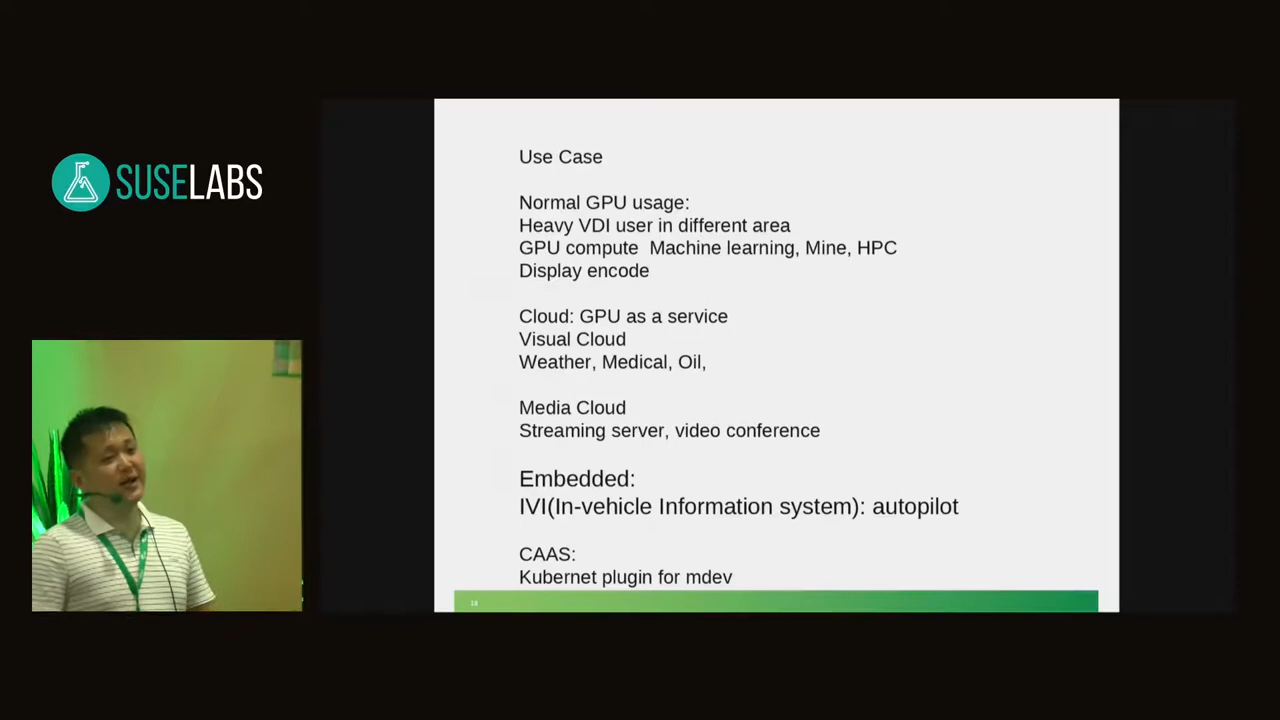 SUSELABS
Use Case
Normal GPU usage:
Heavy VDI user in different area
GPU compute  Machine learning, Mine, HPC
Display encode
Cloud: GPU as a service
Visual Cloud
Weather, Medical, Oil,
Media Cloud
Streaming server, video conference
Embedded:
IVI(In-vehicle Information system): autopilot
CAAS:
Kubernet plugin for mdev
18